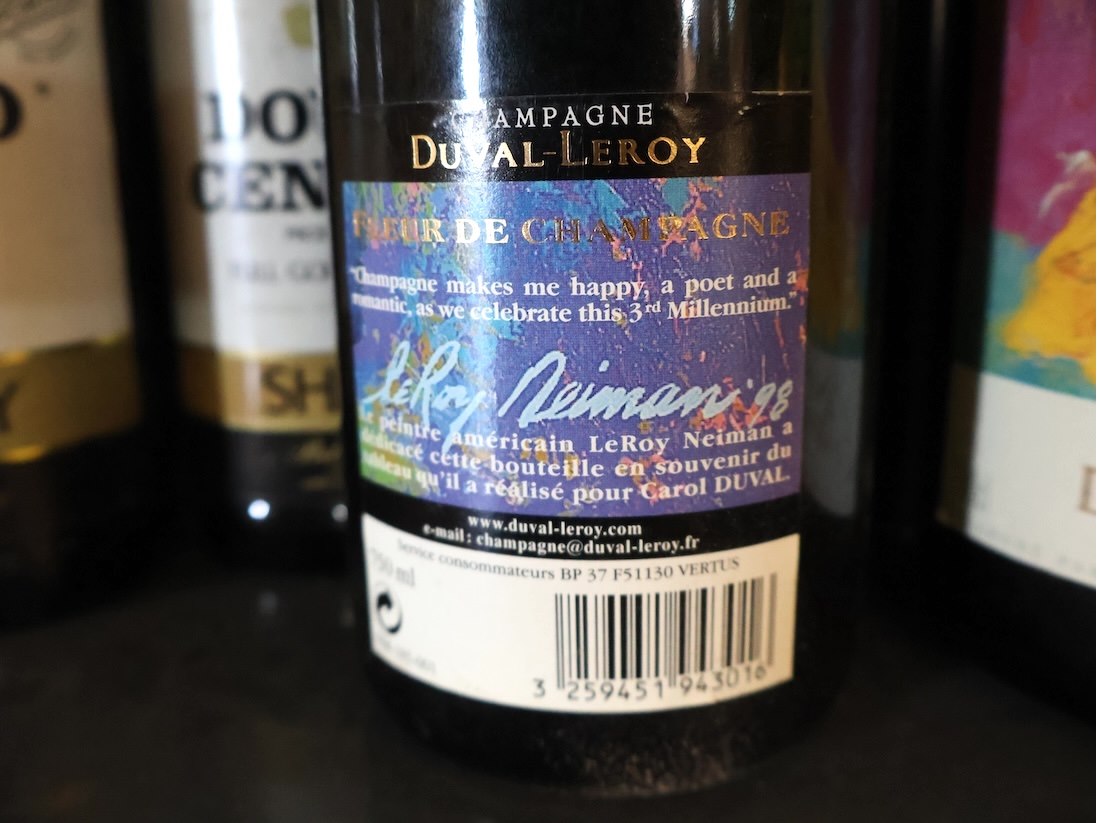 CHAMPAGNE
DUVAL-LEROY
FLEUR DE CHAMPAGNE
"Champagne makes me happy, a poet and a
romantic, as we celebrate this 3rd Millennium."
LeRoy Neiman '98
Le peintre américain LeRoy Neiman a
dédicacé cette bouteille en souvenir du
tableau qu'il a réalisé pour Carol DUVAL.
www.duval-leroy.com
e-mail : champagne@duval-leroy.fr
Service consommateurs BP 37 F51130 VERTUS
750 ml
3 259451 943016
DO
CEN
SH